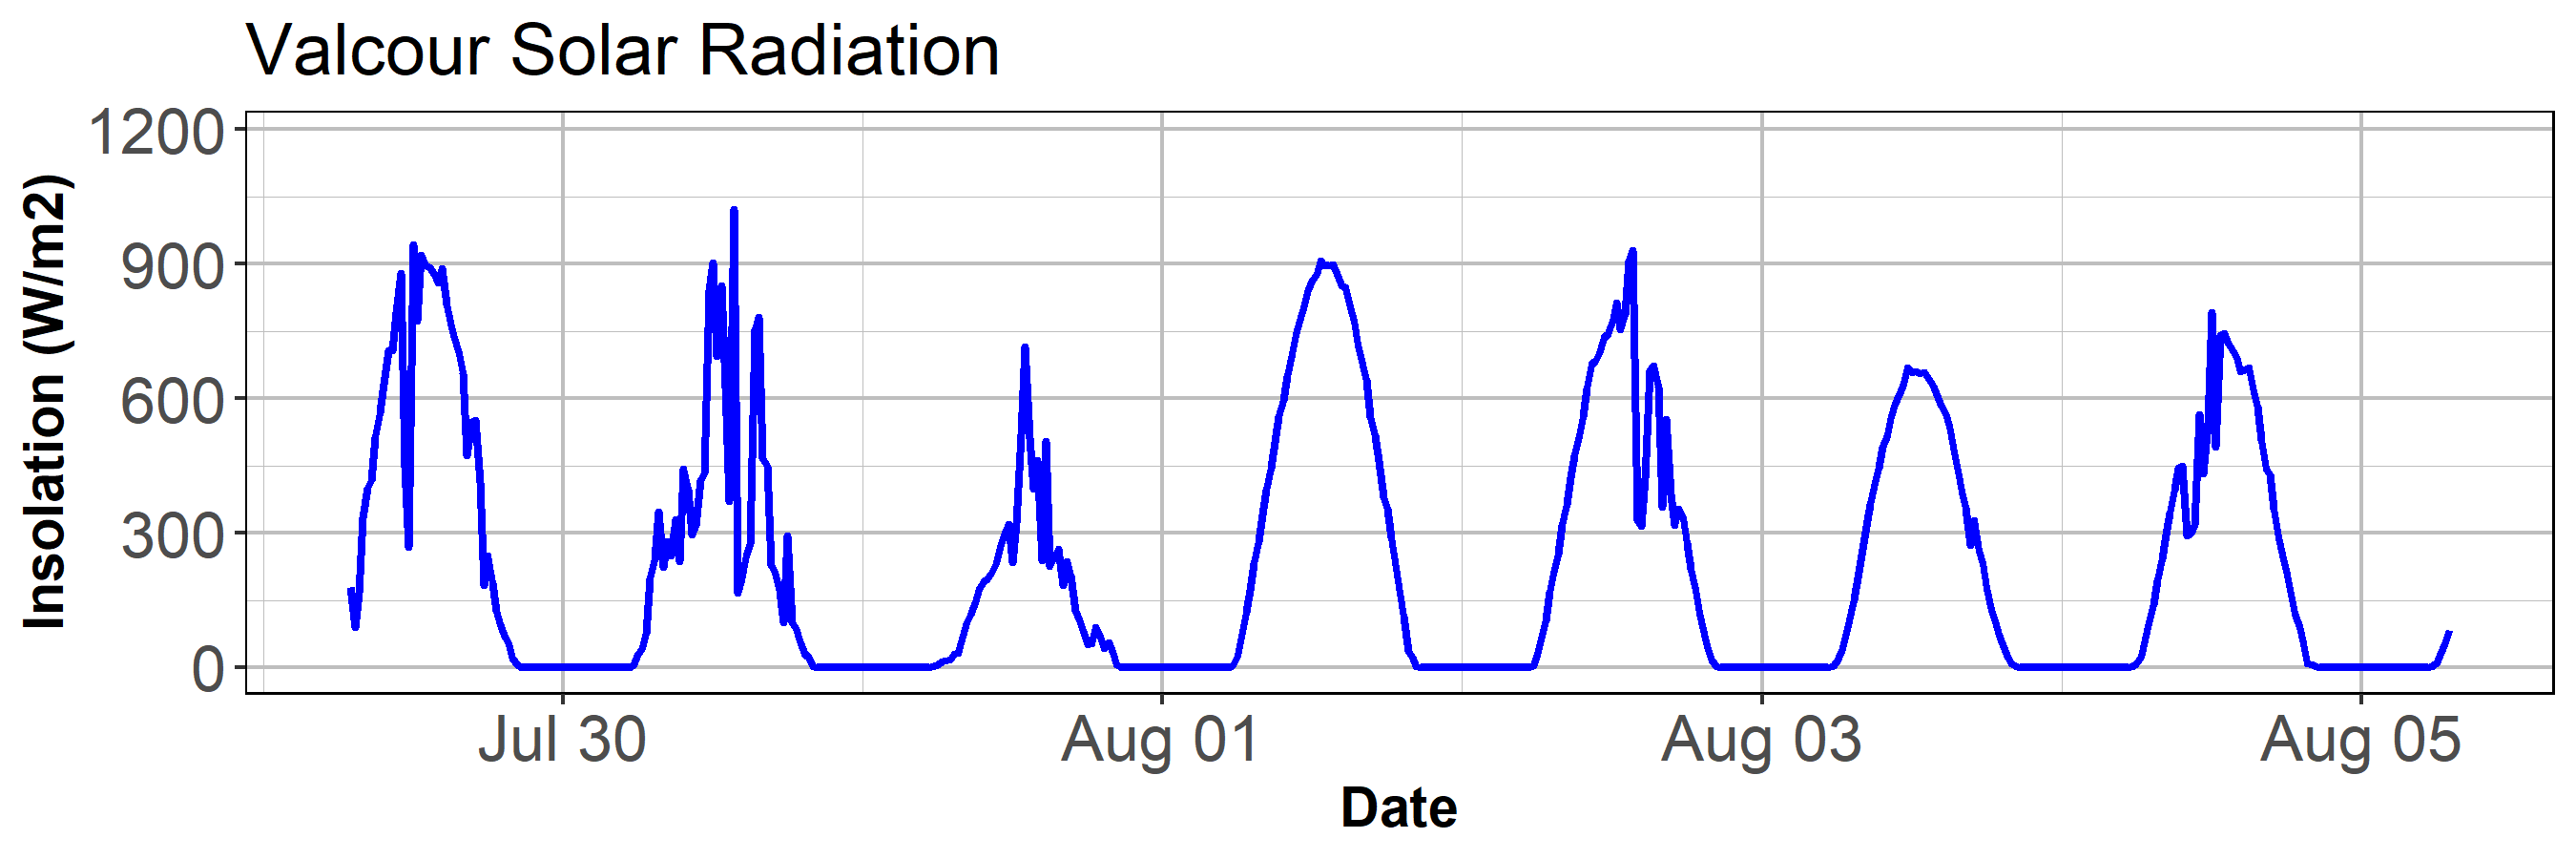 Valcour Solar Radiation
1200
900
600
300
0
Insolation (W/m2)
Jul 30 Aug 01 Aug 03 Aug 05
Date